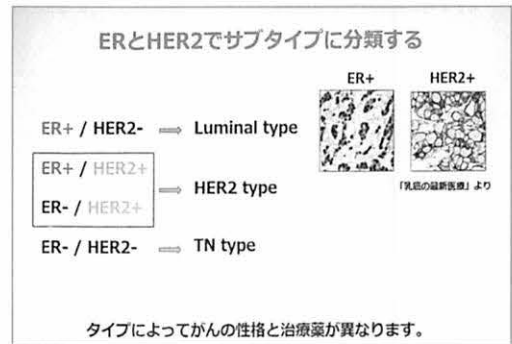 ERとHER2でサブタイプに分類する
ER+ HER2+
ER+ / HER2- ⇒ Luminal type
「乳癌の最新医療」より
ER+ / HER2+
⇒ HER2 type
ER- / HER2+
ER- / HER2- ⇒ TN type
タイプによってがんの性格と治療薬が異なります。